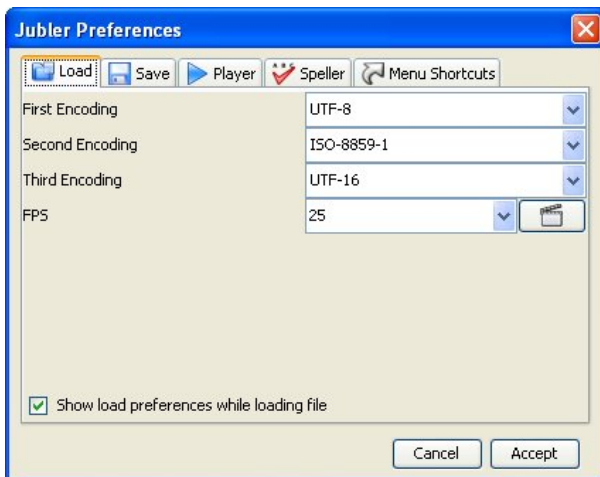 Jubler Preferences
Load Save Player Speller Menu Shortcuts
First Encoding UTF-8
Second Encoding ISO-8859-1
Third Encoding UTF-16
FPS 25
Show load preferences while loading file
Cancel Accept